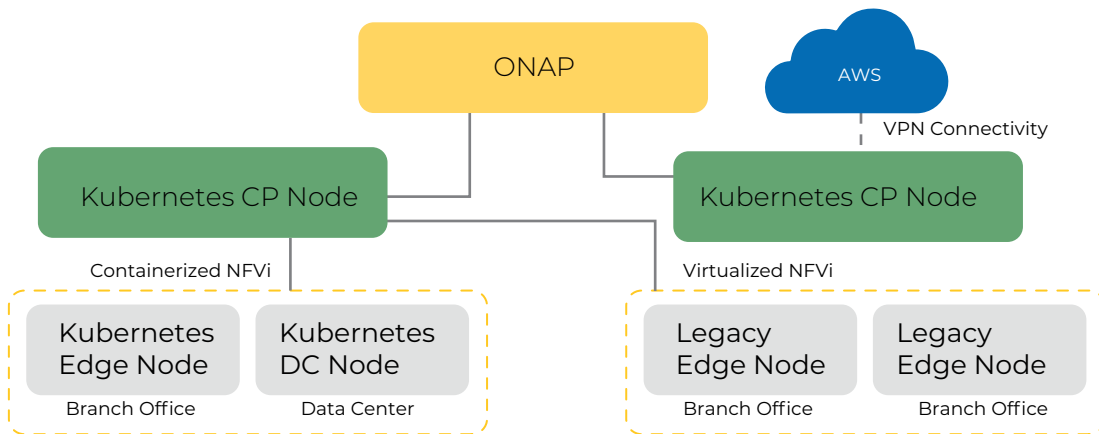 ONAP
AWS
VPN Connectivity
Kubernetes CP Node
Kubernetes CP Node
Containerized NFVi
Virtualized NFVi
Kubernetes
Edge Node
Kubernetes
DC Node
Legacy
Edge Node
Legacy
Edge Node
Branch Office
Data Center
Branch Office
Branch Office